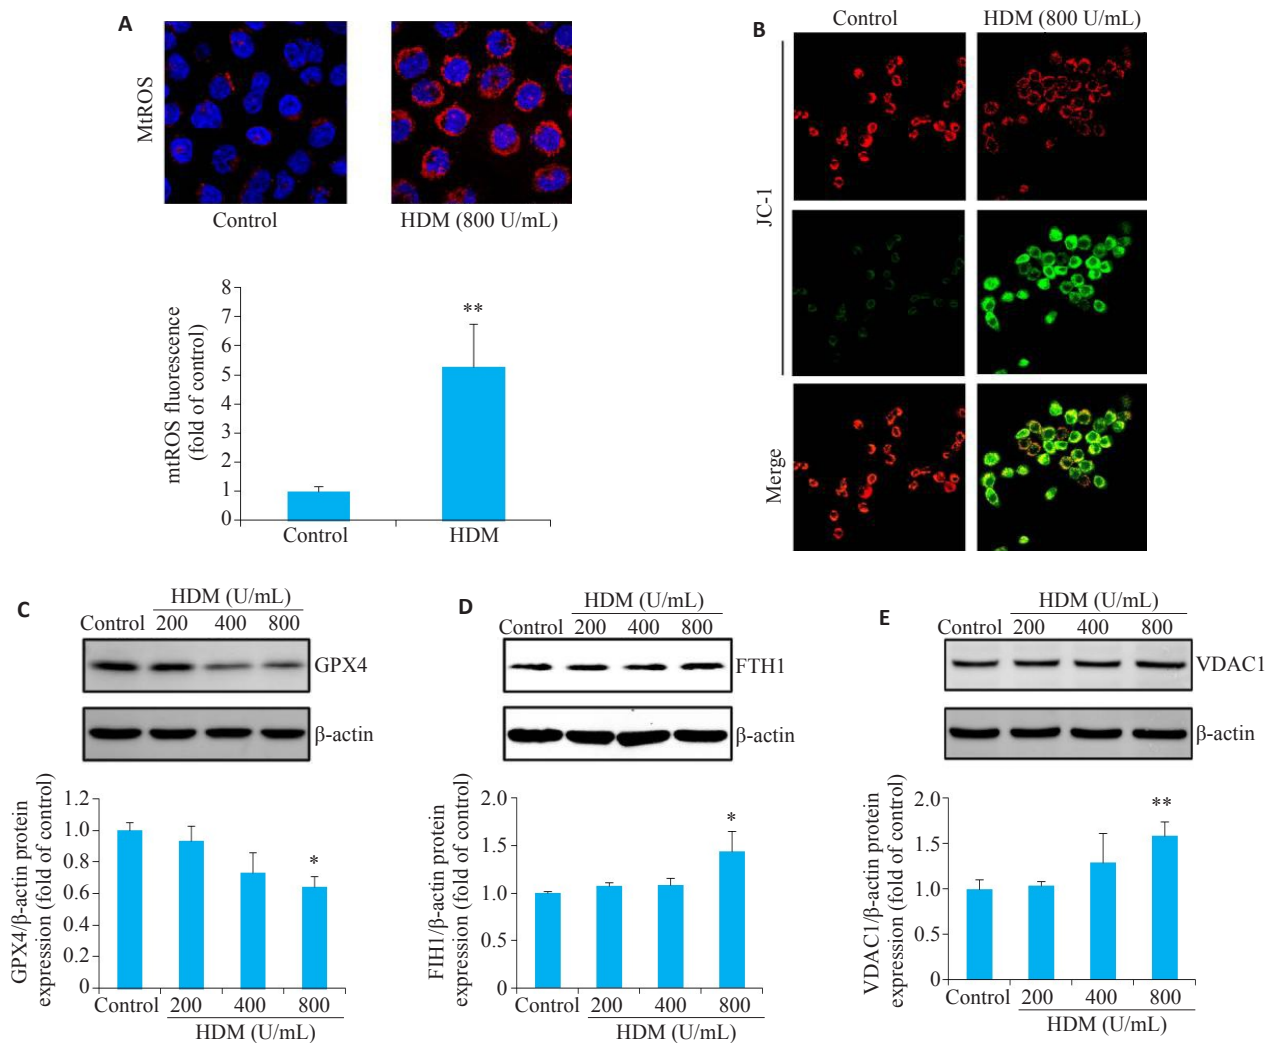 A
MtROS
Control
HDM (800 U/mL)
mtROS fluorescence
(fold of control)
8
7
6
5
4
3
2
1
0
**
Control
HDM
B
Control
HDM (800 U/mL)
JC-1
Merge
C
HDM (U/mL)
Control 200 400 800
GPX4
β-actin
GPX4/β-actin protein
expression (fold of control)
1.2
1.0
0.8
0.6
0.4
0.2
0
*
Control 200 400 800
HDM (U/mL)
D
HDM (U/mL)
Control 200 400 800
FTH1
β-actin
FIH1/β-actin protein
expression (fold of control)
2.0
1.5
1.0
0.5
0
*
Control 200 400 800
HDM (U/mL)
E
HDM (U/mL)
Control 200 400 800
VDAC1
β-actin
VDAC1/β-actin protein
expression (fold of control)
2.0
1.5
1.0
0.5
0
**
Control 200 400 800
HDM (U/mL)